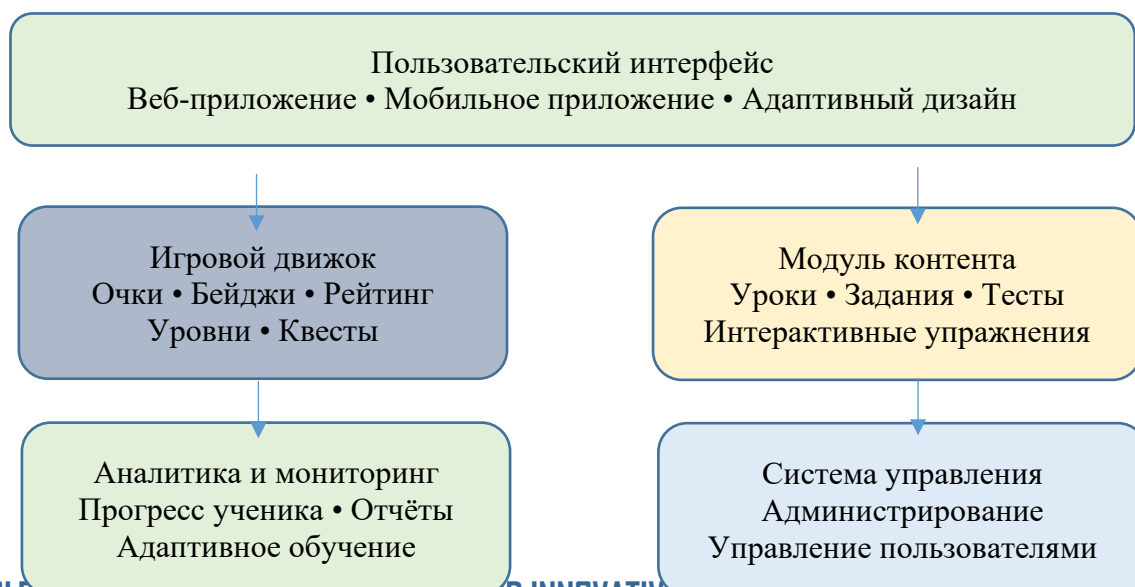 Пользовательский интерфейс
Веб-приложение • Мобильное приложение • Адаптивный дизайн
Игровой движок
Очки • Бейджи • Рейтинг
Уровни • Квесты
Модуль контента
Уроки • Задания • Тесты
Интерактивные упражнения
Аналитика и мониторинг
Прогресс ученика • Отчёты
Адаптивное обучение
Система управления
Администрирование
Управление пользователями